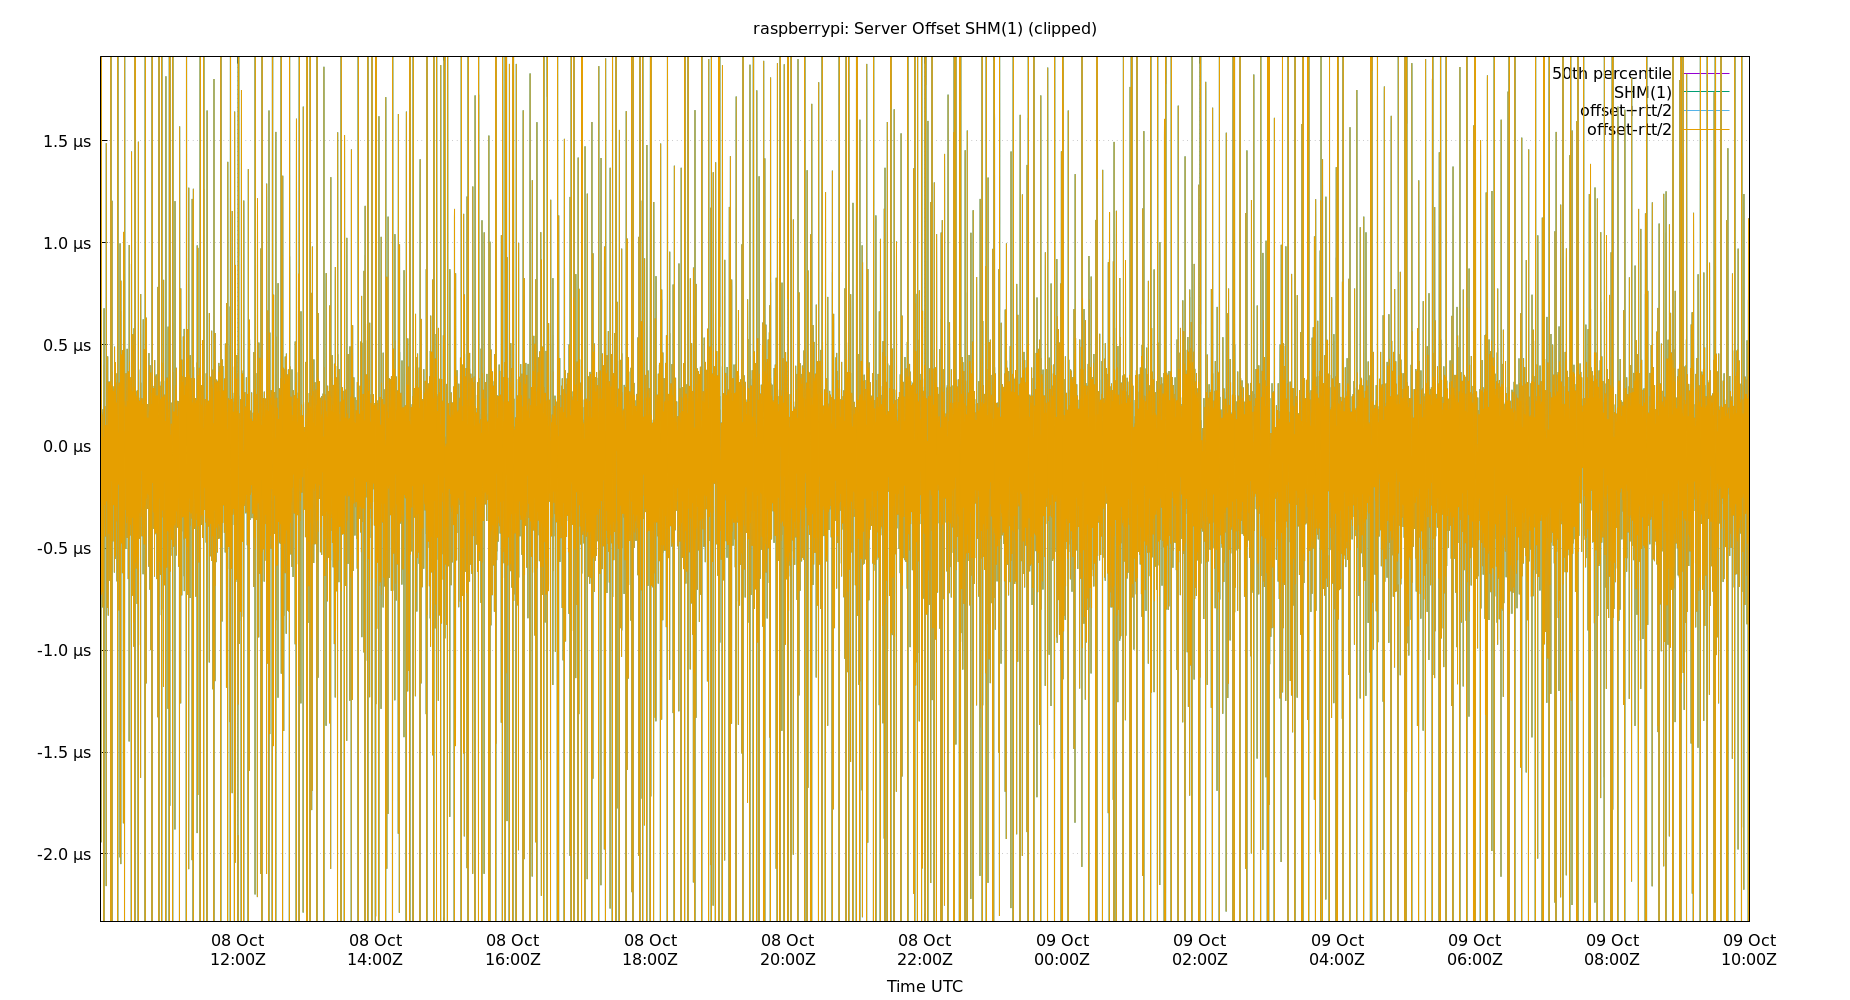 raspberrypi: Server Offset SHM(1) (clipped)
50th percentile
SHM(1)
offset+rtt/2
offset-rtt/2
1.5 µs
1.0 µs
0.5 µs
0.0 µs
-0.5 µs
-1.0 µs
-1.5 µs
-2.0 µs
08 Oct 08 Oct 08 Oct 08 Oct 08 Oct 08 Oct 09 Oct 09 Oct 09 Oct 09 Oct 09 Oct 09 Oct
12:00Z 14:00Z 16:00Z 18:00Z 20:00Z 22:00Z 00:00Z 02:00Z 04:00Z 06:00Z 08:00Z 10:00Z
Time UTC